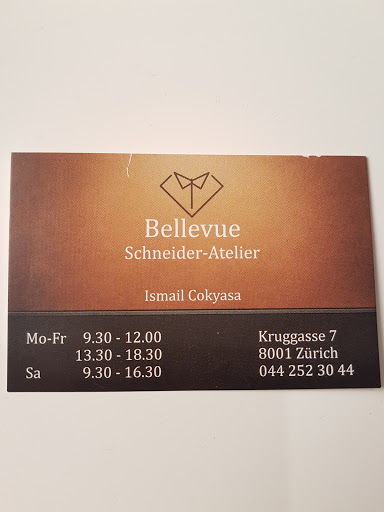 Bellevue
Schneider-Atelier
Ismail Cokyasa
Mo-Fr 9.30 - 12.00
13.30 - 18.30
Sa 9.30 - 16.30
Kruggasse 7
8001 Zürich
044 252 30 44